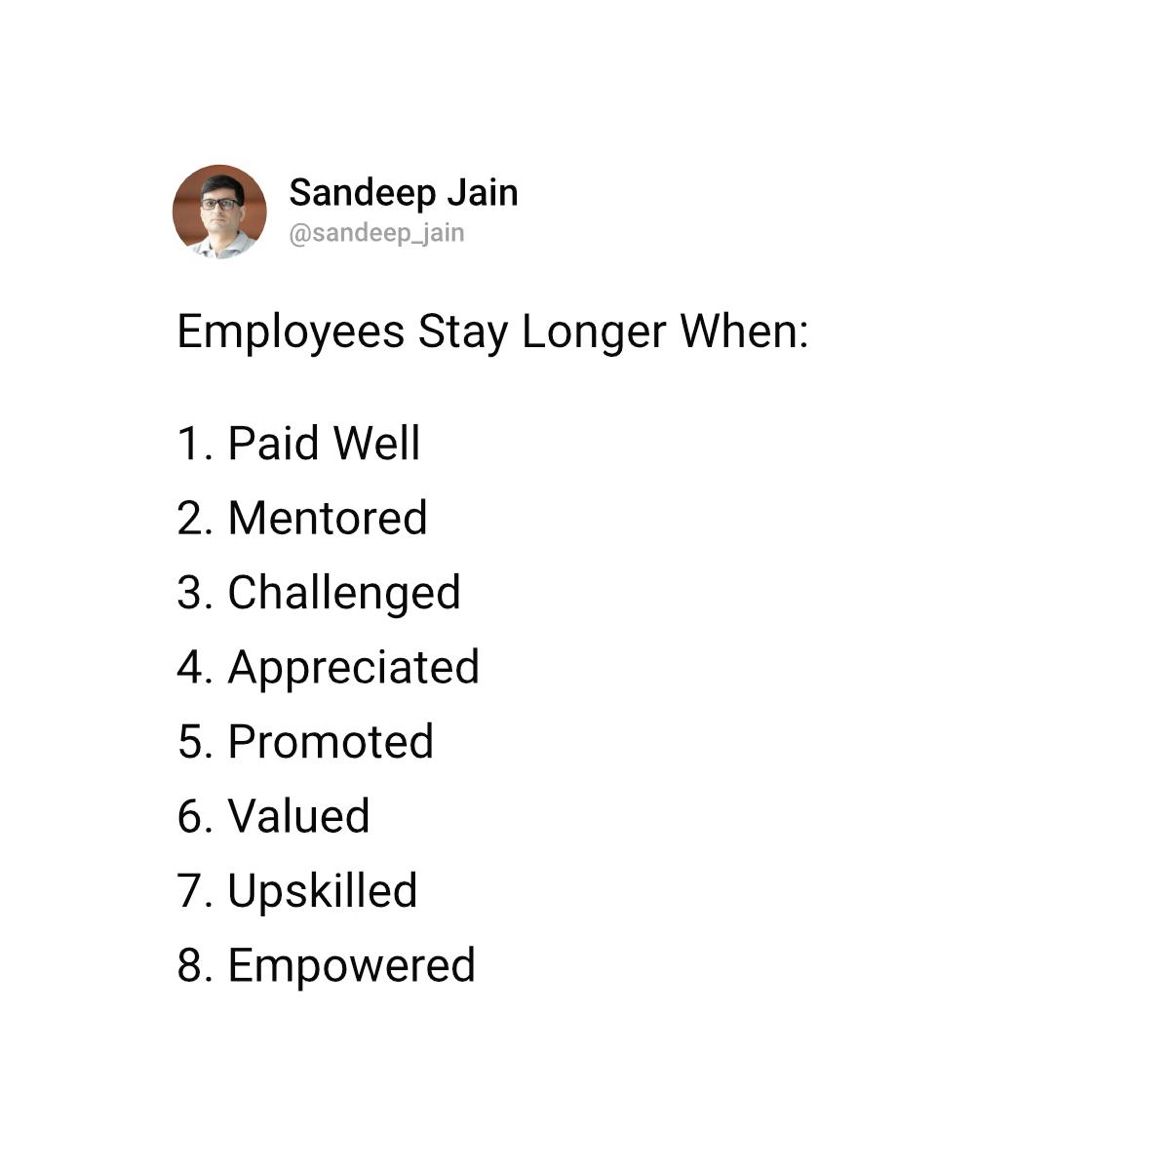 Sandeep Jain
@sandeep_jain
Employees Stay Longer When:
1. Paid Well
2. Mentored
3. Challenged
4. Appreciated
5. Promoted
6. Valued
7. Upskilled
8. Empowered